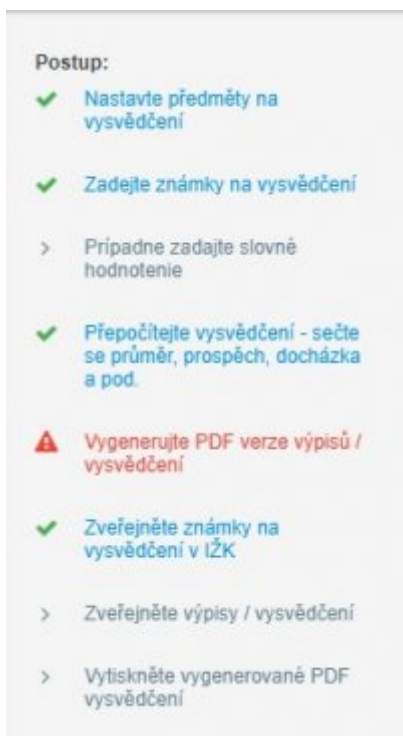 Postup:
Nastavte předměty na
vysvědčení
Zadejte známky na vysvědčení
Prípadne zadajte slovné
hodnotenie
Přepočítejte vysvědčení - sečte
se průměr, prospěch, docházka
a pod.
Vygenerujte PDF verze výpisů /
vysvědčení
Zveřejněte známky na
vysvědčení v IŽK
Zveřejněte výpisy / vysvědčení
Vytiskněte vygenerované PDF
vysvědčení